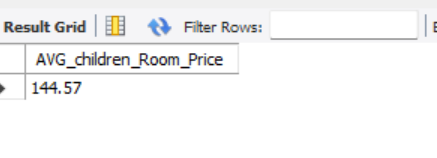 Result Grid Filter Rows:
AVG_children_Room_Price
144.57